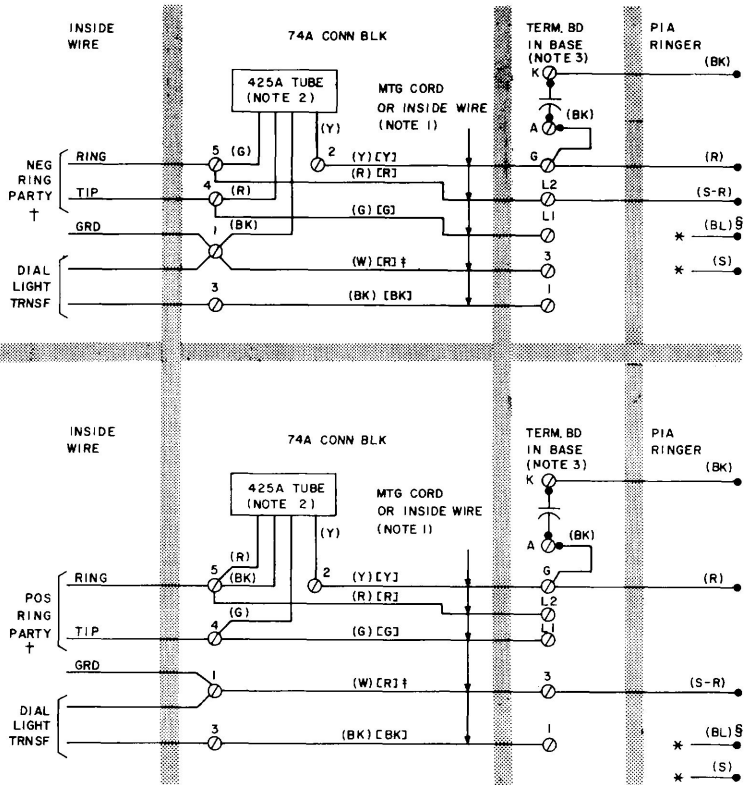 INSIDE
WIRE
74A CONN BLK
TERM. BD
IN BASE
(NOTE 3)
PIA
RINGER
K
(BK)
425A TUBE
(NOTE 2)
MTG CORD
OR INSIDE WIRE
(NOTE 1)
(Y)
A
(BK)
NEG
RING
PARTY
†
RING
5
(G)
2
(Y) [Y]
G
(R)
(R) [R]
L2
TIP
4
(R)
(S-R)
(G) [G]
L1
GRD
1
(BK)
* (BL)§
DIAL
LIGHT
TRNSF
(W) [R] ‡
3
* (S)
3
(BK) [BK]
1
INSIDE
WIRE
74A CONN BLK
TERM. BD
IN BASE
(NOTE 3)
PIA
RINGER
K
(BK)
425A TUBE
(NOTE 2)
MTG CORD
OR INSIDE WIRE
(NOTE 1)
(Y)
A
(BK)
POS
RING
PARTY
†
RING
5
(R)
(BK)
2
(Y) [Y]
G
(R)
(R) [R]
L2
TIP
4
(G)
(G) [G]
L1
GRD
1
(W) [R] ‡
3
(S-R)
DIAL
LIGHT
TRNSF
3
(BK) [BK]
1
* (BL)§
* (S)